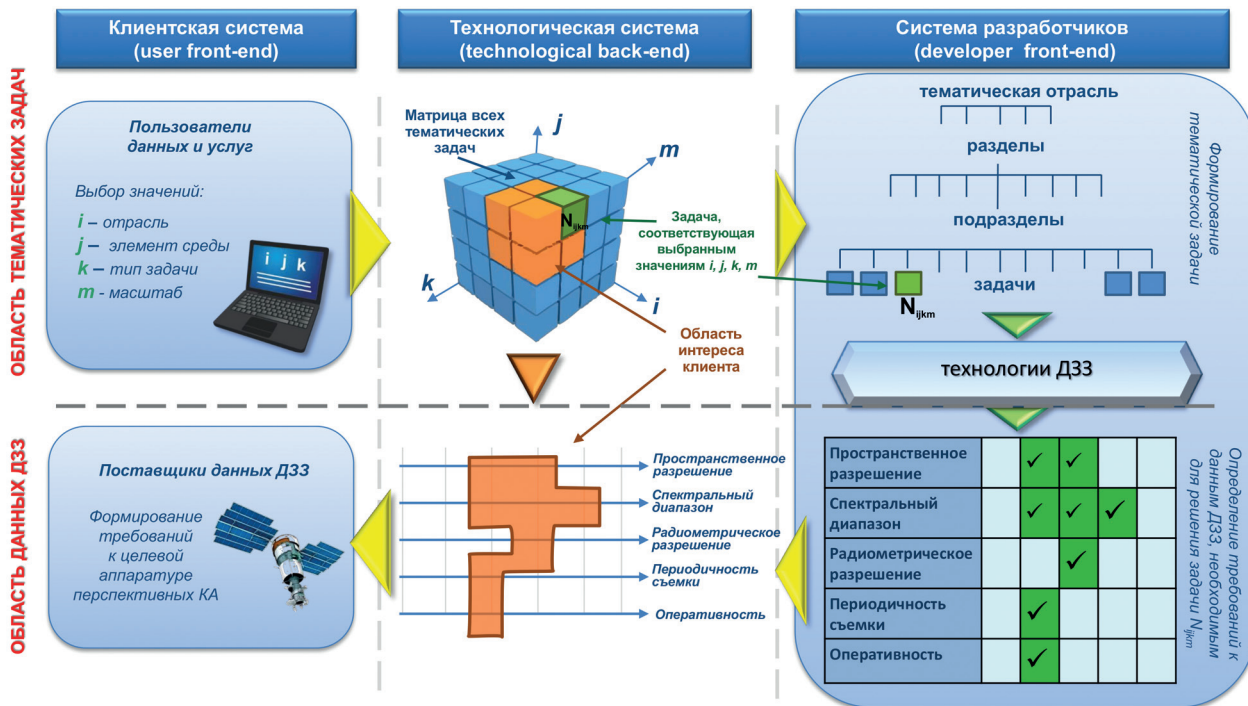 Клиентская система
(user front-end)
Технологическая система
(technological back-end)
Система разработчиков
(developer front-end)
ОБЛАСТЬ ТЕМАТИЧЕСКИХ ЗАДАЧ
Пользователи
данных и услуг
Выбор значений:
i – отрасль
j – элемент среды
k – тип задачи
m - масштаб
i j k
Матрица всех
тематических
задач
j
m
k
i
N ijkm
Задача,
соответствующая
выбранным
значениям i, j, k, m
Область
интереса
клиента
тематическая отрасль
разделы
подразделы
задачи
N ijkm
Формирование
тематической задачи
технологии ДЗЗ
ОБЛАСТЬ ДАННЫХ ДЗЗ
Поставщики данных ДЗЗ
Формирование
требований
к целевой
аппаратуре
перспективных КА
Пространственное
разрешение
Спектральный
диапазон
Радиометрическое
разрешение
Периодичность
съемки
Оперативность
Пространственное
разрешение
Спектральный
диапазон
Радиометрическое
разрешение
Периодичность
съемки
Оперативность
Определение требований к
данным ДЗЗ, необходимым
для решения задачи N ijkm